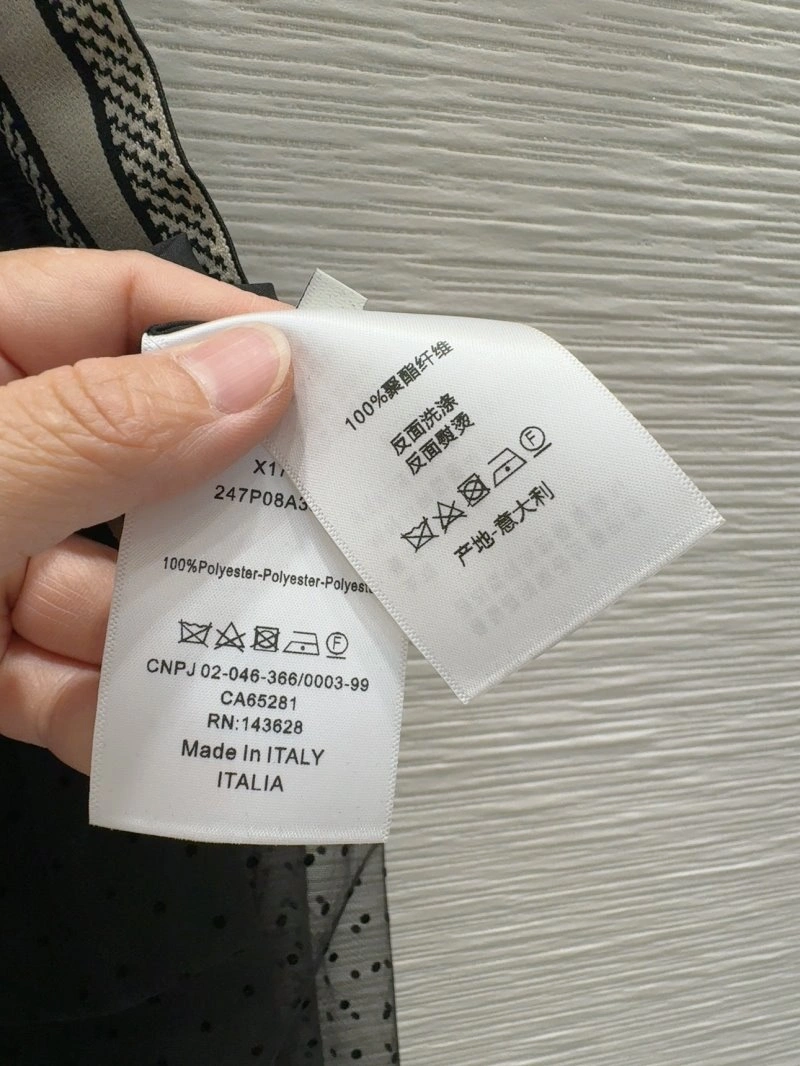 100%聚酯纤维
反面洗涤
反面熨烫
F
产地-意大利
247P08A3
100%Polyester-Polyester-Polyest
F
CNPJ 02-046-366/0003-99
CA65281
RN:143628
Made In ITALY
ITALIA